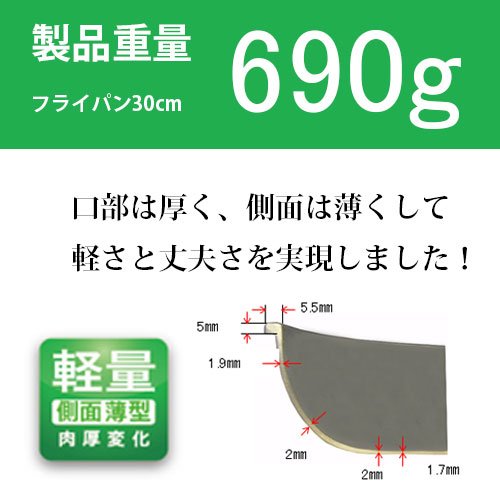 製品重量
フライパン30cm
690g
口部は厚く、側面は薄くして
軽さと丈夫さを実現しました！
5.5mm
5mm
1.9mm
2mm
2mm
1.7mm
軽量
側面薄型
肉厚変化